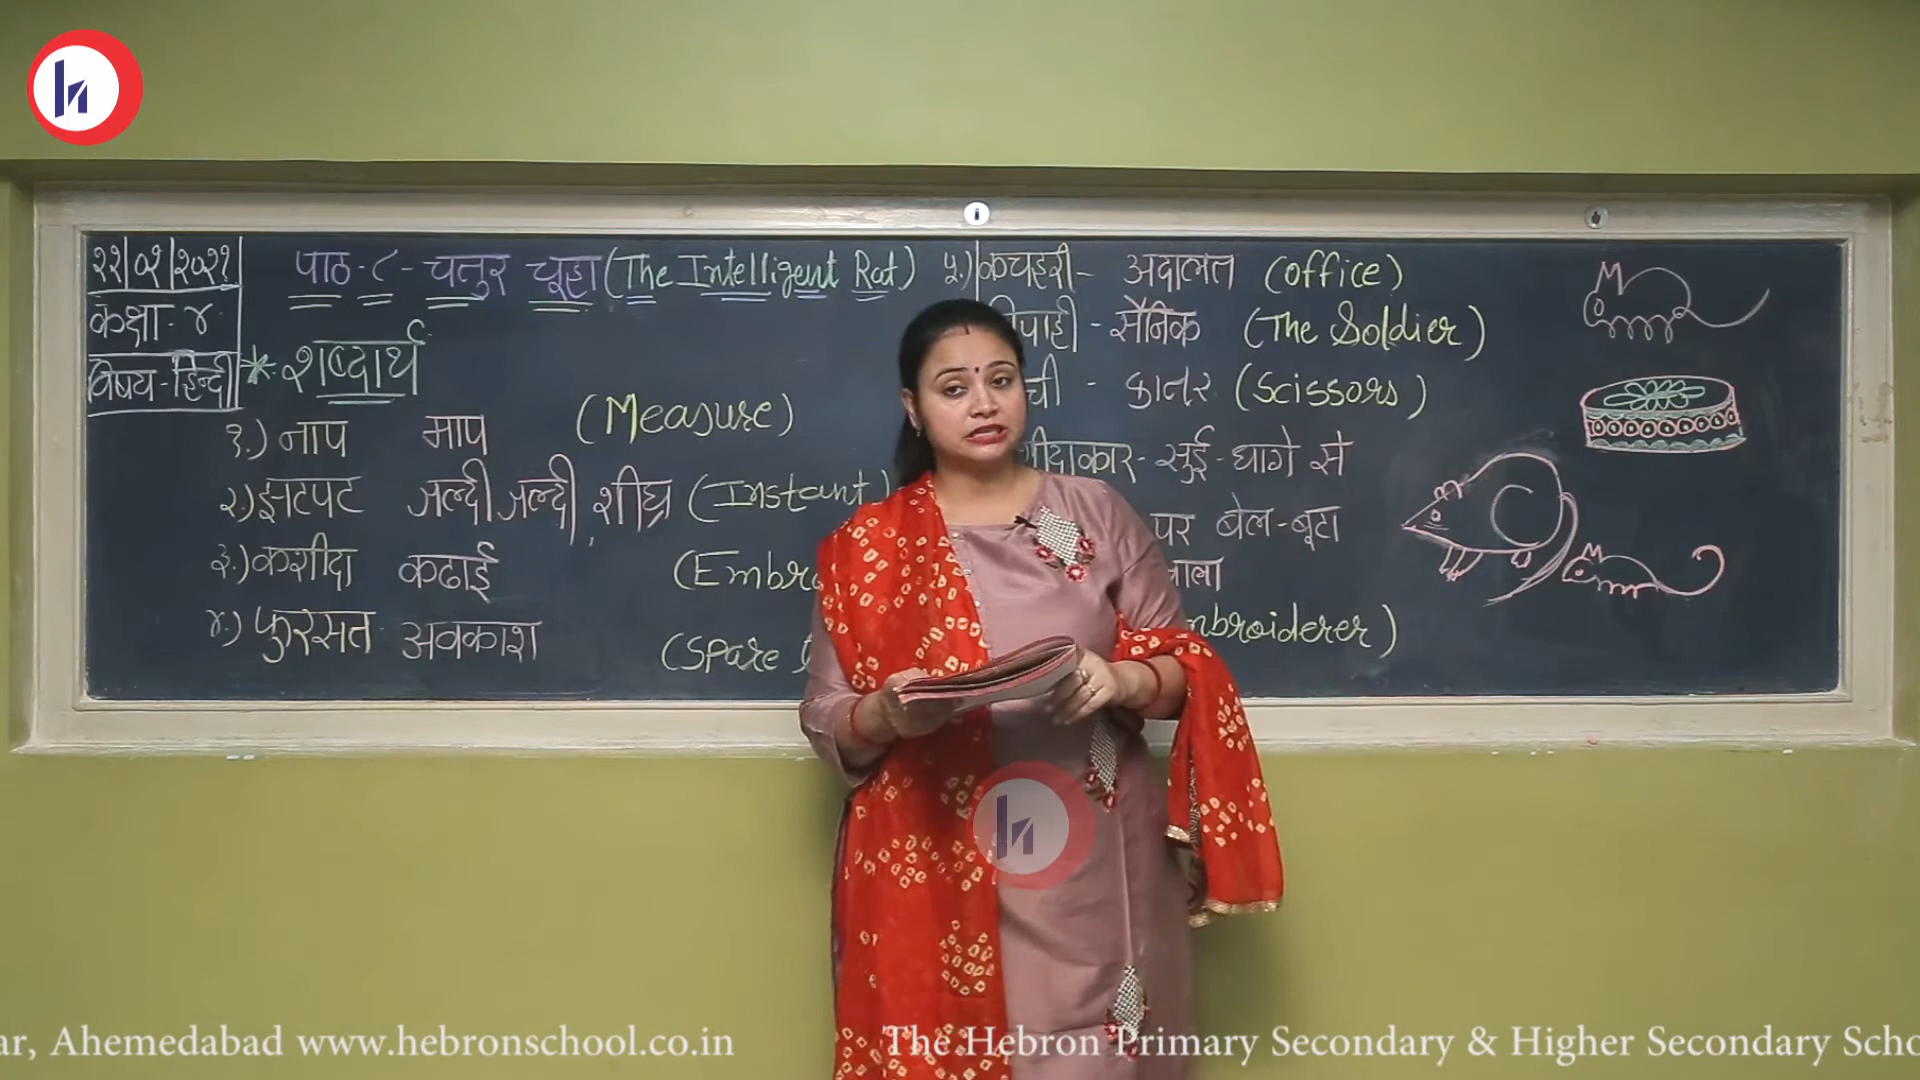 २२|०१|२०२१
कक्षा-४
विषय-हिन्दी
पाठ-८-चतुर चूहा (The Intelligent Rat)
* शब्दार्थ
१.) नाप माप (Measure)
२.) झटपट जल्दी जल्दी, शीघ्र (Instant)
३.) कशीदा कढाई (Embro
४.) फुरसत अवकाश (Spare
५.) कचहरी - अदालत (office)
पाही - सैनिक (The Soldier)
ची - कातर (Scissors)
शीदाकार - सुई-धागे से
पर बेल-बूटा
वाला
mbroiderer)
ar, Ahemedabad www.hebronschool.co.in The Hebron Primary Secondary & Higher Secondary Scho